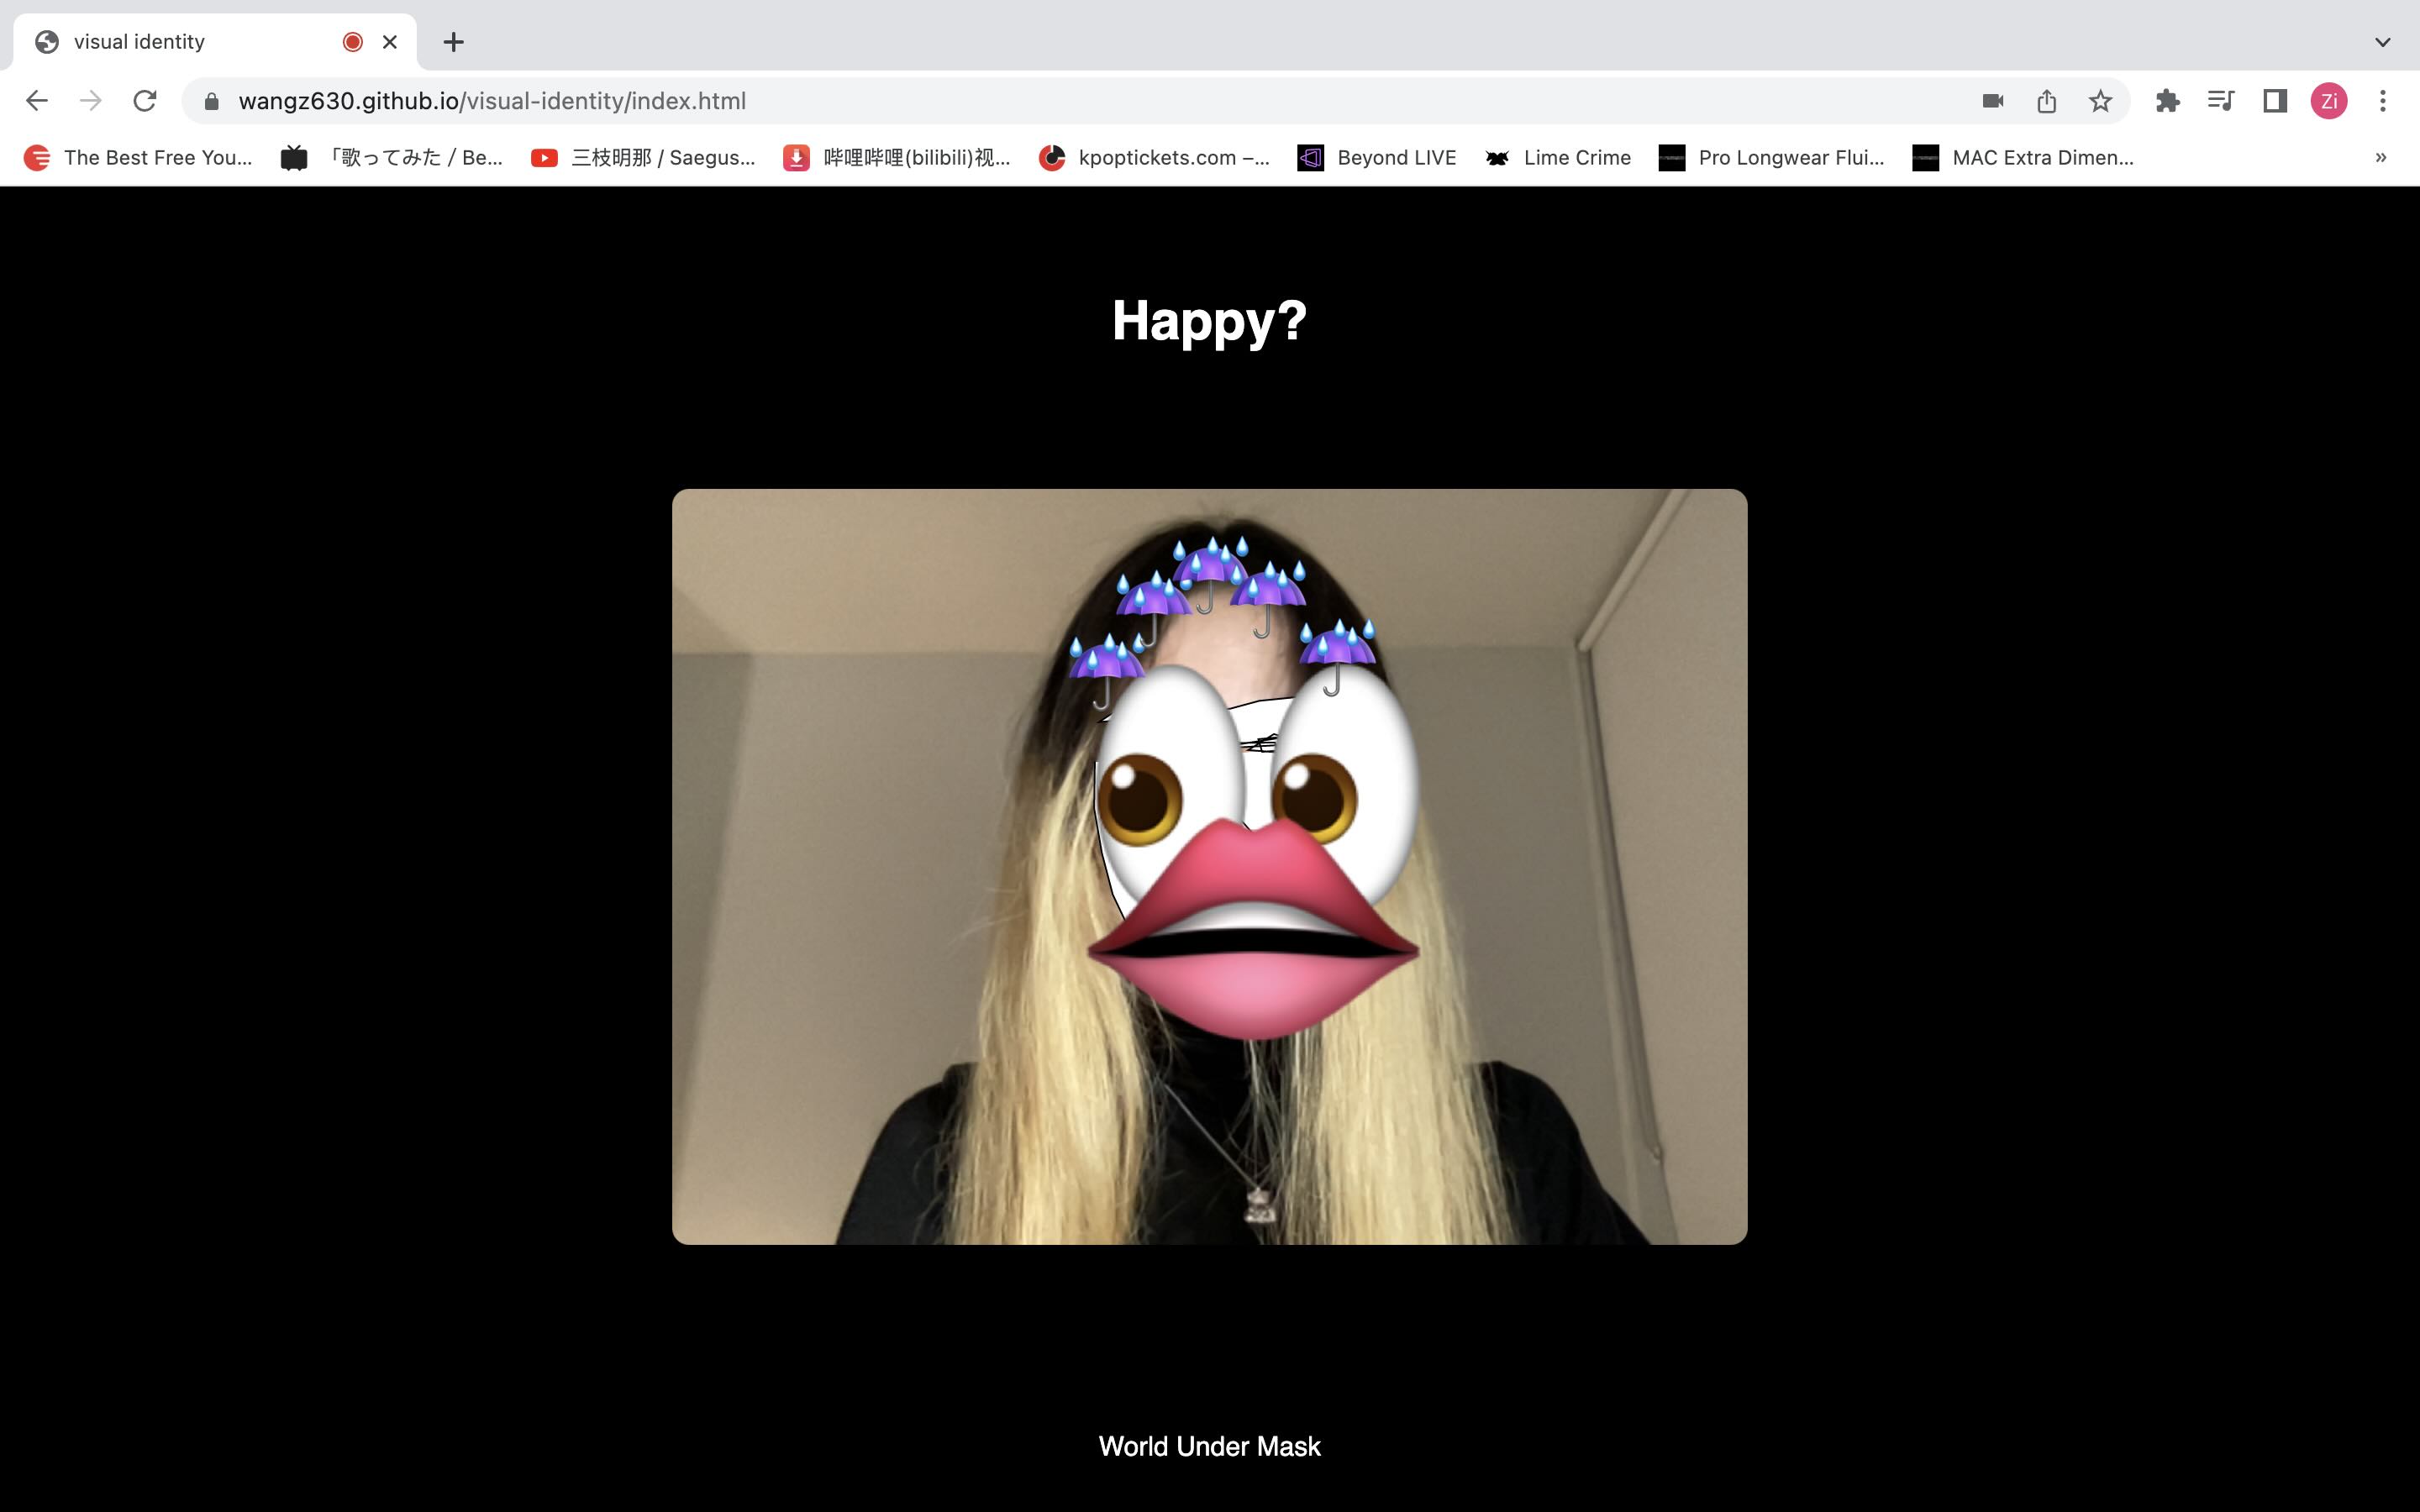 visual identity
wangz630.github.io/visual-identity/index.html
Zi
The Best Free You...
「歌ってみた / Be...
三枝明那 / Saegus...
哔哩哔哩(bilibili)视...
kpoptickets.com –...
Beyond LIVE
Lime Crime
Pro Longwear Flui...
MAC Extra Dimen...
»
Happy?
World Under Mask